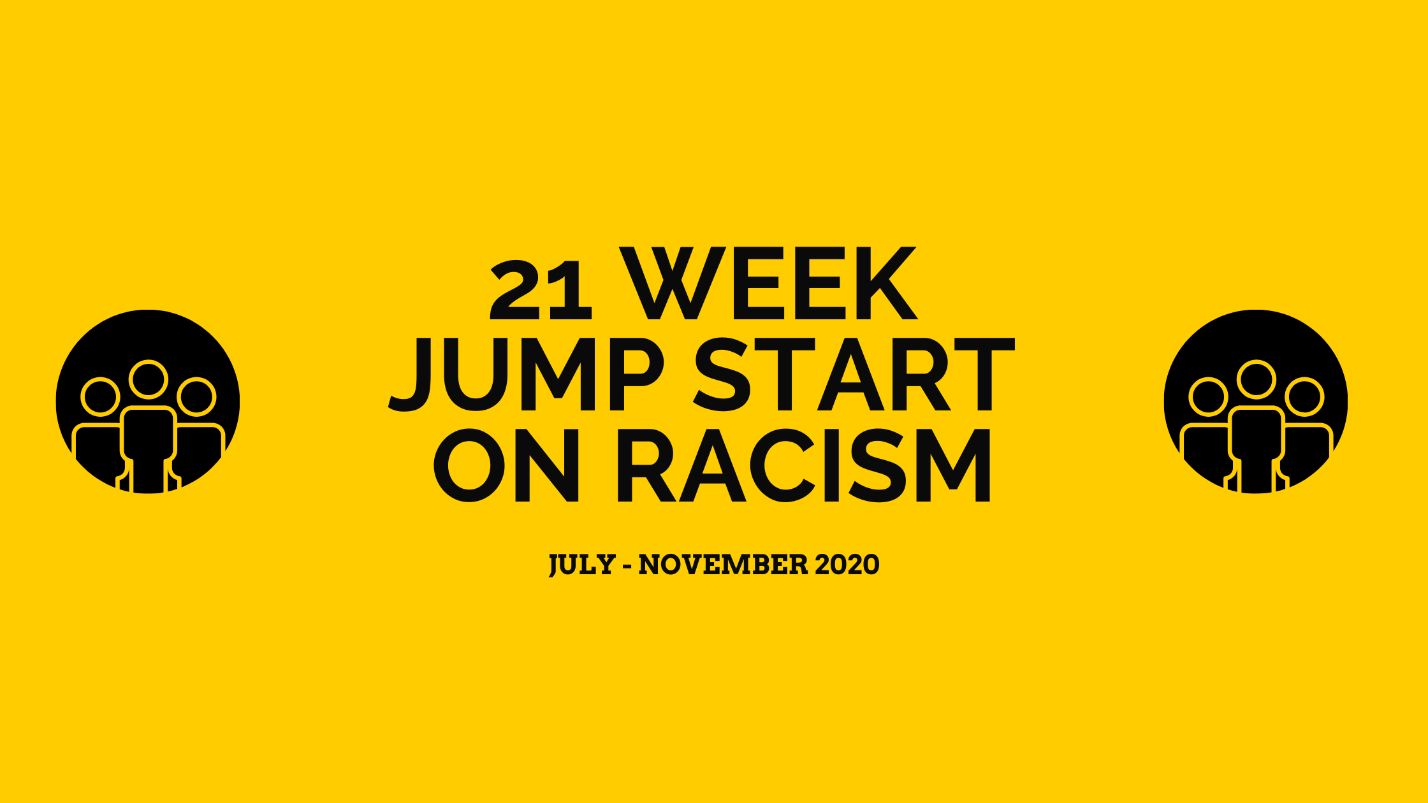 21 WEEK
JUMP START
ON RACISM
JULY - NOVEMBER 2020